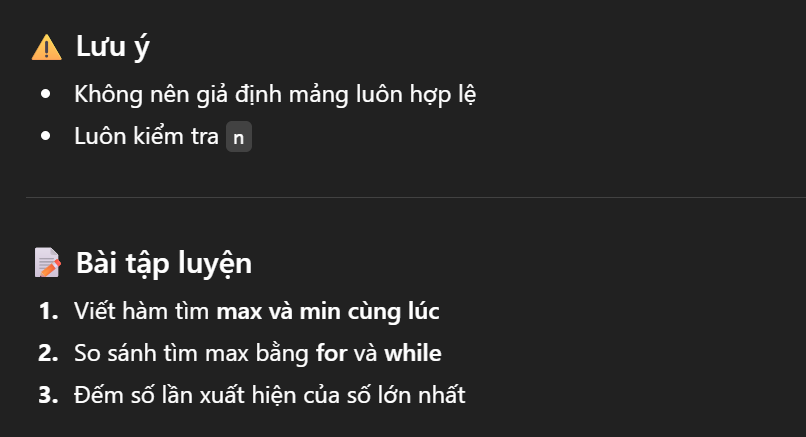 ⚠️ Lưu ý
• Không nên giả định mảng luôn hợp lệ
• Luôn kiểm tra n
📝 Bài tập luyện
1. Viết hàm tìm max và min cùng lúc
2. So sánh tìm max bằng for và while
3. Đếm số lần xuất hiện của số lớn nhất